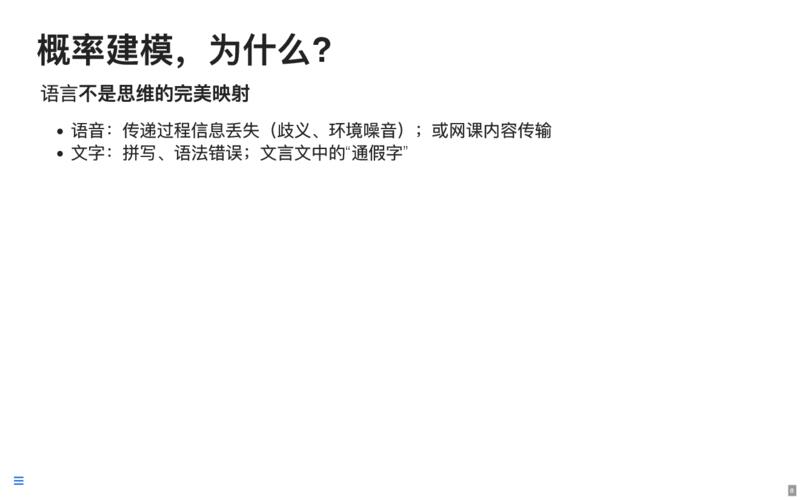 概率建模，为什么?
语言不是思维的完美映射
• 语音：传递过程信息丢失（歧义、环境噪音）；或网课内容传输
• 文字：拼写、语法错误；文言文中的“通假字”
8